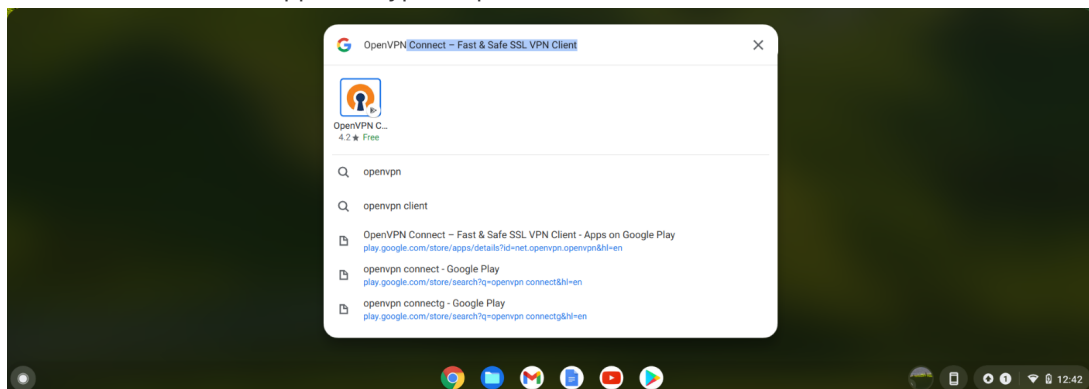 OpenVPN Connect – Fast & Safe SSL VPN Client
OpenVPN C...
4.2★ Free
openvpn
openvpn client
OpenVPN Connect – Fast & Safe SSL VPN Client - Apps on Google Play
play.google.com/store/apps/details?id=net.openvpn.openvpn&hl=en
openvpn connect - Google Play
play.google.com/store/search?q=openvpn connect&hl=en
openvpn connectg - Google Play
play.google.com/store/search?q=openvpn connectg&hl=en
1 12:42